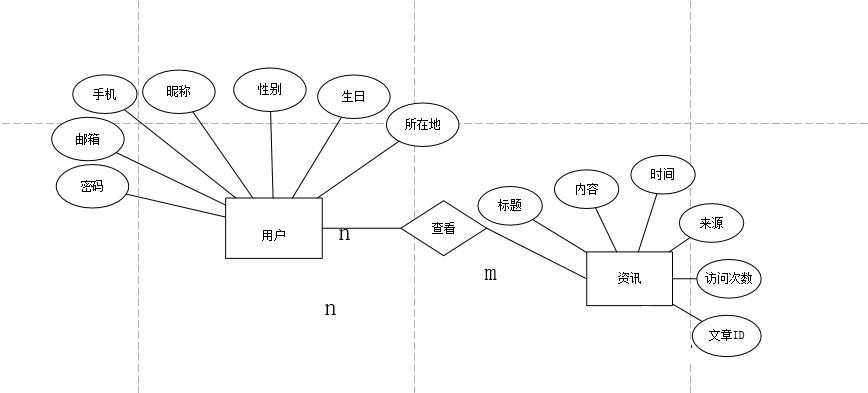 手机
昵称
性别
生日
所在地
邮箱
密码
用户
n
查看
标题
内容
时间
来源
m
资讯
访问次数
n
文章ID